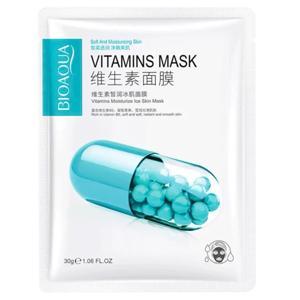 BIOAQUA
Soft And Moisturizing Skin
VITAMINS MASK
维生素面膜
维生素皙润冰肌面膜
Vitamins Moisturize Ice Skin Mask
30g|1.06 FL.OZ